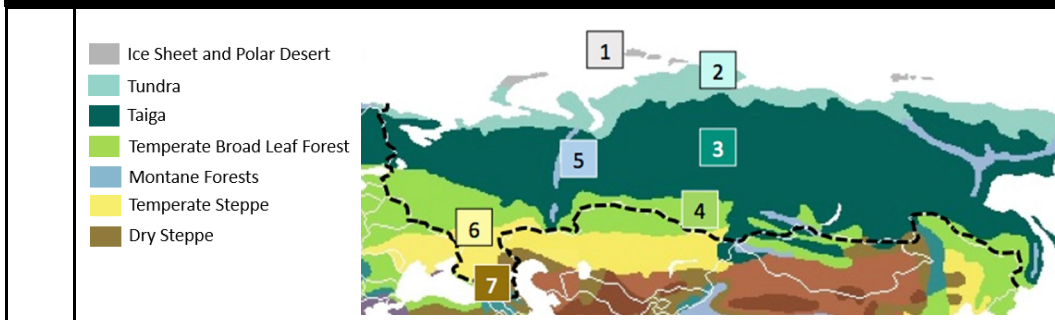 Ice Sheet and Polar Desert
Tundra
Taiga
Temperate Broad Leaf Forest
Montane Forests
Temperate Steppe
Dry Steppe
1
2
3
5
4
6
7